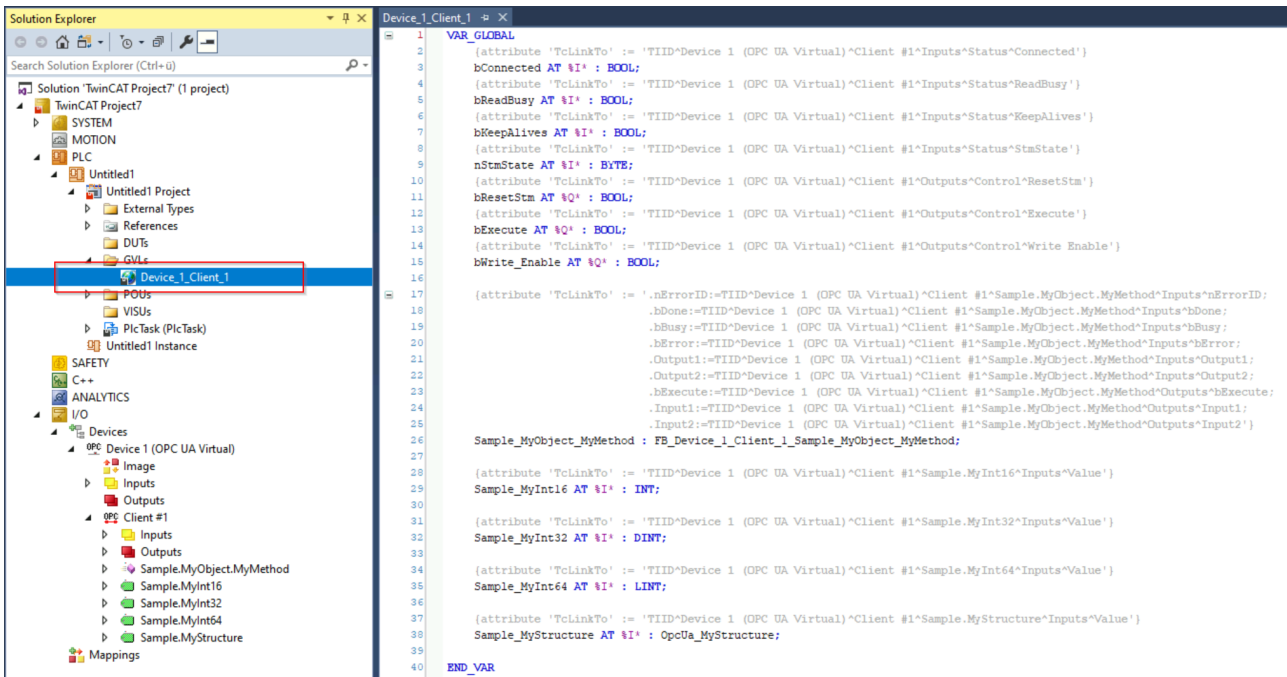 Solution Explorer
Search Solution Explorer (Ctrl+ü)
Solution 'TwinCAT Project7' (1 project)
TwinCAT Project7
SYSTEM
MOTION
PLC
Untitled1
Untitled1 Project
External Types
References
DUTs
GVLs
Device_1_Client_1
POUs
VISUs
PlcTask (PlcTask)
Untitled1 Instance
SAFETY
C++
ANALYTICS
I/O
Devices
Device 1 (OPC UA Virtual)
Image
Inputs
Outputs
Client #1
Inputs
Outputs
Sample.MyObject.MyMethod
Sample.MyInt16
Sample.MyInt32
Sample.MyInt64
Sample.MyStructure
Mappings
Device_1_Client_1
1 VAR_GLOBAL
2 {attribute 'TcLinkTo' := 'TIID^Device 1 (OPC UA Virtual)^Client #1^Inputs^Status^Connected'}
3 bConnected AT %I* : BOOL;
4 {attribute 'TcLinkTo' := 'TIID^Device 1 (OPC UA Virtual)^Client #1^Inputs^Status^ReadBusy'}
5 bReadBusy AT %I* : BOOL;
6 {attribute 'TcLinkTo' := 'TIID^Device 1 (OPC UA Virtual)^Client #1^Inputs^Status^KeepAlives'}
7 bKeepAlives AT %I* : BOOL;
8 {attribute 'TcLinkTo' := 'TIID^Device 1 (OPC UA Virtual)^Client #1^Inputs^Status^StmState'}
9 nStmState AT %I* : BYTE;
10 {attribute 'TcLinkTo' := 'TIID^Device 1 (OPC UA Virtual)^Client #1^Outputs^Control^ResetStm'}
11 bResetStm AT %Q* : BOOL;
12 {attribute 'TcLinkTo' := 'TIID^Device 1 (OPC UA Virtual)^Client #1^Outputs^Control^Execute'}
13 bExecute AT %Q* : BOOL;
14 {attribute 'TcLinkTo' := 'TIID^Device 1 (OPC UA Virtual)^Client #1^Outputs^Control^Write Enable'}
15 bWrite_Enable AT %Q* : BOOL;
16
17 {attribute 'TcLinkTo' := '.nErrorID:=TIID^Device 1 (OPC UA Virtual)^Client #1^Sample.MyObject.MyMethod^Inputs^nErrorID;
18 .bDone:=TIID^Device 1 (OPC UA Virtual)^Client #1^Sample.MyObject.MyMethod^Inputs^bDone;
19 .bBusy:=TIID^Device 1 (OPC UA Virtual)^Client #1^Sample.MyObject.MyMethod^Inputs^bBusy;
20 .bError:=TIID^Device 1 (OPC UA Virtual)^Client #1^Sample.MyObject.MyMethod^Inputs^bError;
21 .Output1:=TIID^Device 1 (OPC UA Virtual)^Client #1^Sample.MyObject.MyMethod^Inputs^Output1;
22 .Output2:=TIID^Device 1 (OPC UA Virtual)^Client #1^Sample.MyObject.MyMethod^Inputs^Output2;
23 .bExecute:=TIID^Device 1 (OPC UA Virtual)^Client #1^Sample.MyObject.MyMethod^Outputs^bExecute;
24 .Input1:=TIID^Device 1 (OPC UA Virtual)^Client #1^Sample.MyObject.MyMethod^Outputs^Input1;
25 .Input2:=TIID^Device 1 (OPC UA Virtual)^Client #1^Sample.MyObject.MyMethod^Outputs^Input2'}
26 Sample_MyObject_MyMethod : FB_Device_1_Client_1_Sample_MyObject_MyMethod;
27
28 {attribute 'TcLinkTo' := 'TIID^Device 1 (OPC UA Virtual)^Client #1^Sample.MyInt16^Inputs^Value'}
29 Sample_MyInt16 AT %I* : INT;
30
31 {attribute 'TcLinkTo' := 'TIID^Device 1 (OPC UA Virtual)^Client #1^Sample.MyInt32^Inputs^Value'}
32 Sample_MyInt32 AT %I* : DINT;
33
34 {attribute 'TcLinkTo' := 'TIID^Device 1 (OPC UA Virtual)^Client #1^Sample.MyInt64^Inputs^Value'}
35 Sample_MyInt64 AT %I* : LINT;
36
37 {attribute 'TcLinkTo' := 'TIID^Device 1 (OPC UA Virtual)^Client #1^Sample.MyStructure^Inputs^Value'}
38 Sample_MyStructure AT %I* : OpcUa_MyStructure;
39
40 END_VAR